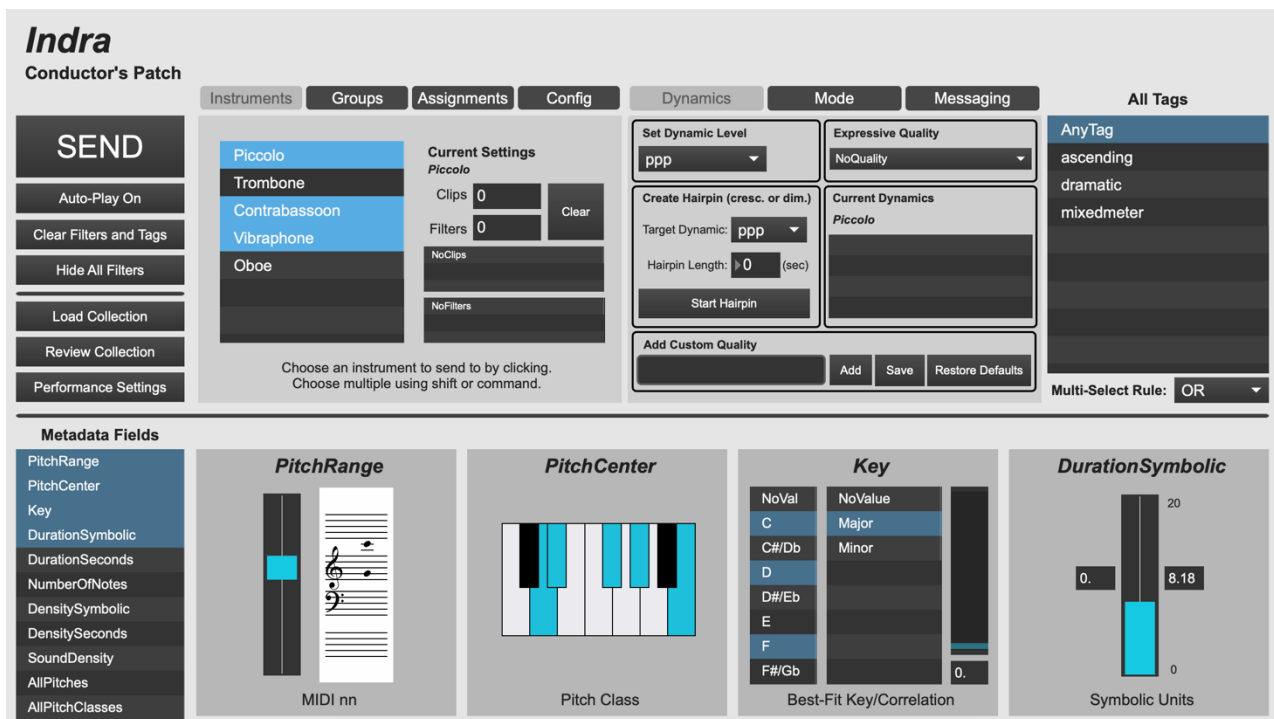 Indra
Conductor's Patch
Instruments
Groups
Assignments
Config
Dynamics
Mode
Messaging
All Tags
SEND
Auto-Play On
Clear Filters and Tags
Hide All Filters
Load Collection
Review Collection
Performance Settings
Piccolo
Trombone
Contrabassoon
Vibraphone
Oboe
Current Settings
Piccolo
Clips 0
Filters 0
Clear
NoClips
NoFilters
Choose an instrument to send to by clicking.
Choose multiple using shift or command.
Set Dynamic Level
ppp
Expressive Quality
NoQuality
Create Hairpin (cresc. or dim.)
Target Dynamic: ppp
Hairpin Length: 0 (sec)
Start Hairpin
Current Dynamics
Piccolo
Add Custom Quality
Add
Save
Restore Defaults
AnyTag
ascending
dramatic
mixedmeter
Multi-Select Rule: OR
Metadata Fields
PitchRange
PitchCenter
Key
DurationSymbolic
DurationSeconds
NumberOfNotes
DensitySymbolic
DensitySeconds
SoundDensity
AllPitches
AllPitchClasses
PitchRange
MIDI nn
PitchCenter
Pitch Class
Key
NoVal
C
C#/Db
D
D#/Eb
E
F
F#/Gb
NoValue
Major
Minor
0.
Best-Fit Key/Correlation
DurationSymbolic
20
0.
8.18
0
Symbolic Units